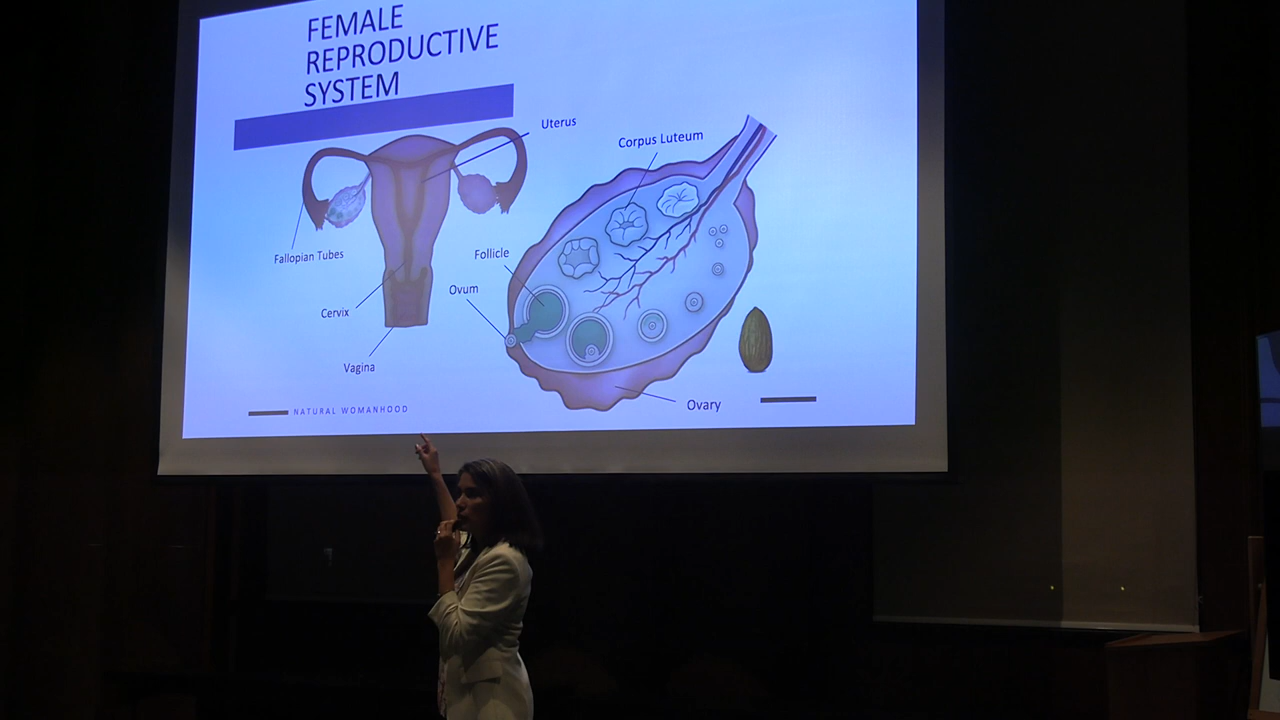 FEMALE
REPRODUCTIVE
SYSTEM
Uterus
Corpus Luteum
Fallopian Tubes
Follicle
Ovum
Cervix
Vagina
Ovary
NATURAL WOMANHOOD